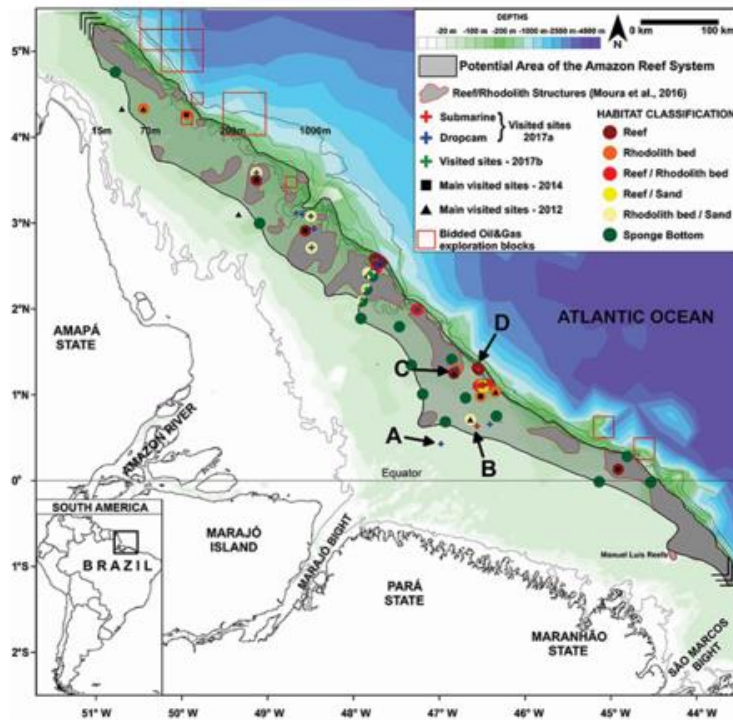 DEPTHS
-20 m -100m -200m -1000m -2000m -4000 m
N
0 km 100 km
Potential Area of the Amazon Reef System
Reef/Rhodolith Structures (Moura et al., 2016)
Submarine
Dropcam
Visited sites
2017a
Visited sites - 2017b
Main visited sites - 2014
Main visited sites - 2012
Bidded Oil&Gas
exploration blocks
HABITAT CLASSIFICATION
Reef
Rhodolith bed
Reef / Rhodolith bed
Reef / Sand
Rhodolith bed / Sand
Sponge Bottom
5°N
4°N
3°N
2°N
1°N
0°
1°S
2°S
15m 70m 200m 1000m
ATLANTIC OCEAN
AMAPÁ
STATE
AMAZON RIVER
A
B
C
D
Equator
SOUTH AMERICA
BRAZIL
MARAJÓ
ISLAND
MARAJÓ BIGHT
PARÁ
STATE
Manuel Luis Reefs
MARANHÃO
STATE
SÃO MARCOS
BIGHT
51° W 50° W 49° W 48° W 47° W 46° W 45° W 44° W